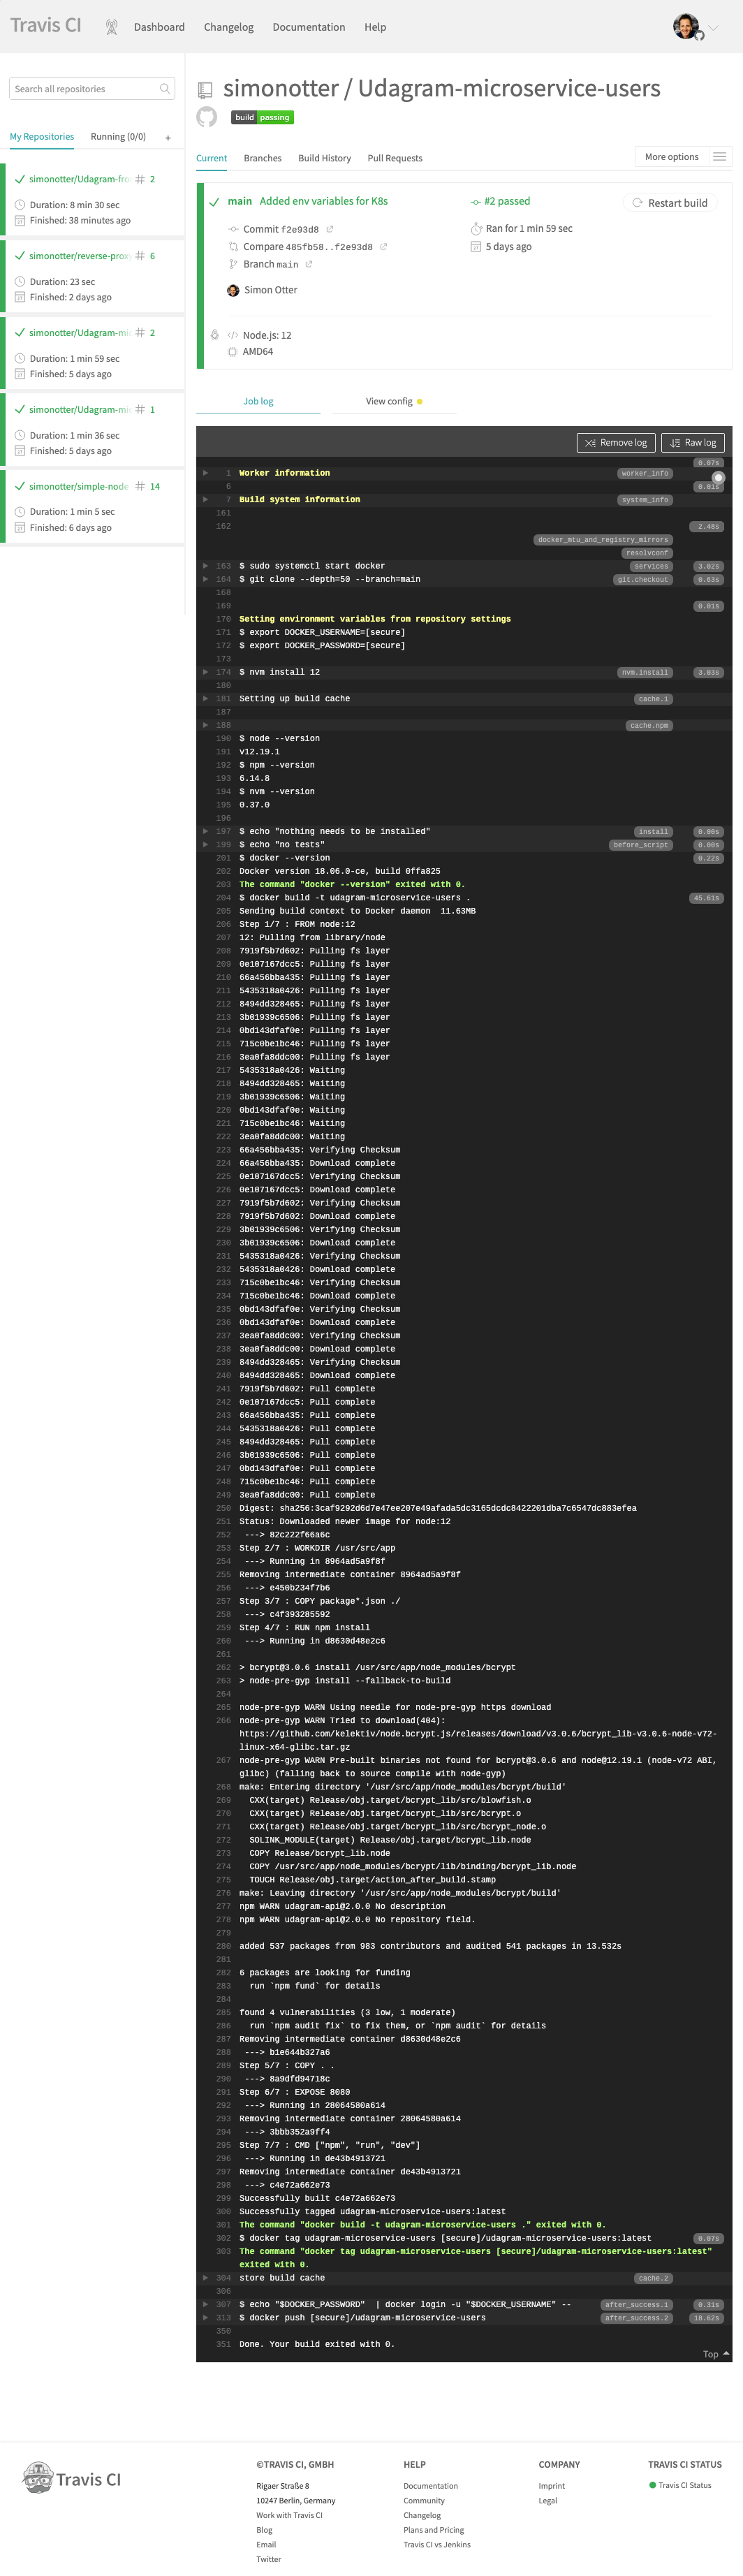 Travis CI
Dashboard
Changelog
Documentation
Help
Search all repositories
My Repositories
Running (0/0)
+
simonotter/Udagram-fro
2
Duration: 8 min 30 sec
Finished: 38 minutes ago
simonotter/reverse-proxy
6
Duration: 23 sec
Finished: 2 days ago
simonotter/Udagram-mic
2
Duration: 1 min 59 sec
Finished: 5 days ago
simonotter/Udagram-mic
1
Duration: 1 min 36 sec
Finished: 5 days ago
simonotter/simple-node
14
Duration: 1 min 5 sec
Finished: 6 days ago
simonotter / Udagram-microservice-users
build passing
Current
Branches
Build History
Pull Requests
More options
main Added env variables for K8s
Commit f2e93d8
Compare 485fb58..f2e93d8
Branch main
Simon Otter
#2 passed
Ran for 1 min 59 sec
5 days ago
Restart build
Node.js: 12
AMD64
Job log
View config
Remove log
Raw log
0.07s
1 Worker information worker_info
6 0.01s
7 Build system information system_info
161
162 2.48s
docker_mtu_and_registry_mirrors
resolvconf
163 $ sudo systemctl start docker services 3.02s
164 $ git clone --depth=50 --branch=main git.checkout 0.63s
168
169 0.01s
170 Setting environment variables from repository settings
171 $ export DOCKER_USERNAME=[secure]
172 $ export DOCKER_PASSWORD=[secure]
173
174 $ nvm install 12 nvm.install 3.03s
180
181 Setting up build cache cache.1
187
188 cache.npm
190 $ node --version
191 v12.19.1
192 $ npm --version
193 6.14.8
194 $ nvm --version
195 0.37.0
196
197 $ echo "nothing needs to be installed" install 0.00s
199 $ echo "no tests" before_script 0.00s
201 $ docker --version 0.22s
202 Docker version 18.06.0-ce, build 0ffa825
203 The command "docker --version" exited with 0.
204 $ docker build -t udagram-microservice-users . 45.61s
205 Sending build context to Docker daemon  11.63MB
206 Step 1/7 : FROM node:12
207 12: Pulling from library/node
208 7919f5b7d602: Pulling fs layer
209 0e107167dcc5: Pulling fs layer
210 66a456bba435: Pulling fs layer
211 5435318a0426: Pulling fs layer
212 8494dd328465: Pulling fs layer
213 3b01939c6506: Pulling fs layer
214 0bd143dfaf0e: Pulling fs layer
215 715c0be1bc46: Pulling fs layer
216 3ea0fa8ddc00: Pulling fs layer
217 5435318a0426: Waiting
218 8494dd328465: Waiting
219 3b01939c6506: Waiting
220 0bd143dfaf0e: Waiting
221 715c0be1bc46: Waiting
222 3ea0fa8ddc00: Waiting
223 66a456bba435: Verifying Checksum
224 66a456bba435: Download complete
225 0e107167dcc5: Verifying Checksum
226 0e107167dcc5: Download complete
227 7919f5b7d602: Verifying Checksum
228 7919f5b7d602: Download complete
229 3b01939c6506: Verifying Checksum
230 3b01939c6506: Download complete
231 5435318a0426: Verifying Checksum
232 5435318a0426: Download complete
233 715c0be1bc46: Verifying Checksum
234 715c0be1bc46: Download complete
235 0bd143dfaf0e: Verifying Checksum
236 0bd143dfaf0e: Download complete
237 3ea0fa8ddc00: Verifying Checksum
238 3ea0fa8ddc00: Download complete
239 8494dd328465: Verifying Checksum
240 8494dd328465: Download complete
241 7919f5b7d602: Pull complete
242 0e107167dcc5: Pull complete
243 66a456bba435: Pull complete
244 5435318a0426: Pull complete
245 8494dd328465: Pull complete
246 3b01939c6506: Pull complete
247 0bd143dfaf0e: Pull complete
248 715c0be1bc46: Pull complete
249 3ea0fa8ddc00: Pull complete
250 Digest: sha256:3caf9292d6d7e47ee207e49afada5dc3165dcdc8422201dba7c6547dc883efea
251 Status: Downloaded newer image for node:12
252 ---> 82c222f66a6c
253 Step 2/7 : WORKDIR /usr/src/app
254 ---> Running in 8964ad5a9f8f
255 Removing intermediate container 8964ad5a9f8f
256 ---> e450b234f7b6
257 Step 3/7 : COPY package*.json ./
258 ---> c4f393285592
259 Step 4/7 : RUN npm install
260 ---> Running in d8630d48e2c6
261
262 > bcrypt@3.0.6 install /usr/src/app/node_modules/bcrypt
263 > node-pre-gyp install --fallback-to-build
264
265 node-pre-gyp WARN Using needle for node-pre-gyp https download
266 node-pre-gyp WARN Tried to download(404):
https://github.com/kelektiv/node.bcrypt.js/releases/download/v3.0.6/bcrypt_lib-v3.0.6-node-v72-
linux-x64-glibc.tar.gz
267 node-pre-gyp WARN Pre-built binaries not found for bcrypt@3.0.6 and node@12.19.1 (node-v72 ABI,
glibc) (falling back to source compile with node-gyp)
268 make: Entering directory '/usr/src/app/node_modules/bcrypt/build'
269 CXX(target) Release/obj.target/bcrypt_lib/src/blowfish.o
270 CXX(target) Release/obj.target/bcrypt_lib/src/bcrypt.o
271 CXX(target) Release/obj.target/bcrypt_lib/src/bcrypt_node.o
272 SOLINK_MODULE(target) Release/obj.target/bcrypt_lib.node
273 COPY Release/bcrypt_lib.node
274 COPY /usr/src/app/node_modules/bcrypt/lib/binding/bcrypt_lib.node
275 TOUCH Release/obj.target/action_after_build.stamp
276 make: Leaving directory '/usr/src/app/node_modules/bcrypt/build'
277 npm WARN udagram-api@2.0.0 No description
278 npm WARN udagram-api@2.0.0 No repository field.
279
280 added 537 packages from 983 contributors and audited 541 packages in 13.532s
281
282 6 packages are looking for funding
283 run `npm fund` for details
284
285 found 4 vulnerabilities (3 low, 1 moderate)
286 run `npm audit fix` to fix them, or `npm audit` for details
287 Removing intermediate container d8630d48e2c6
288 ---> b1e644b327a6
289 Step 5/7 : COPY . .
290 ---> 8a9dfd94718c
291 Step 6/7 : EXPOSE 8080
292 ---> Running in 28064580a614
293 Removing intermediate container 28064580a614
294 ---> 3bbb352a9ff4
295 Step 7/7 : CMD ["npm", "run", "dev"]
296 ---> Running in de43b4913721
297 Removing intermediate container de43b4913721
298 ---> c4e72a662e73
299 Successfully built c4e72a662e73
300 Successfully tagged udagram-microservice-users:latest
301 The command "docker build -t udagram-microservice-users ." exited with 0.
302 $ docker tag udagram-microservice-users [secure]/udagram-microservice-users:latest 0.07s
303 The command "docker tag udagram-microservice-users [secure]/udagram-microservice-users:latest"
exited with 0.
304 store build cache cache.2
306
307 $ echo "$DOCKER_PASSWORD"  | docker login -u "$DOCKER_USERNAME" -- after_success.1 0.31s
313 $ docker push [secure]/udagram-microservice-users after_success.2 18.62s
350
351 Done. Your build exited with 0.
Top
Travis CI
©TRAVIS CI, GMBH
Rigaer Straße 8
10247 Berlin, Germany
Work with Travis CI
Blog
Email
Twitter
HELP
Documentation
Community
Changelog
Plans and Pricing
Travis CI vs Jenkins
COMPANY
Imprint
Legal
TRAVIS CI STATUS
Travis CI Status